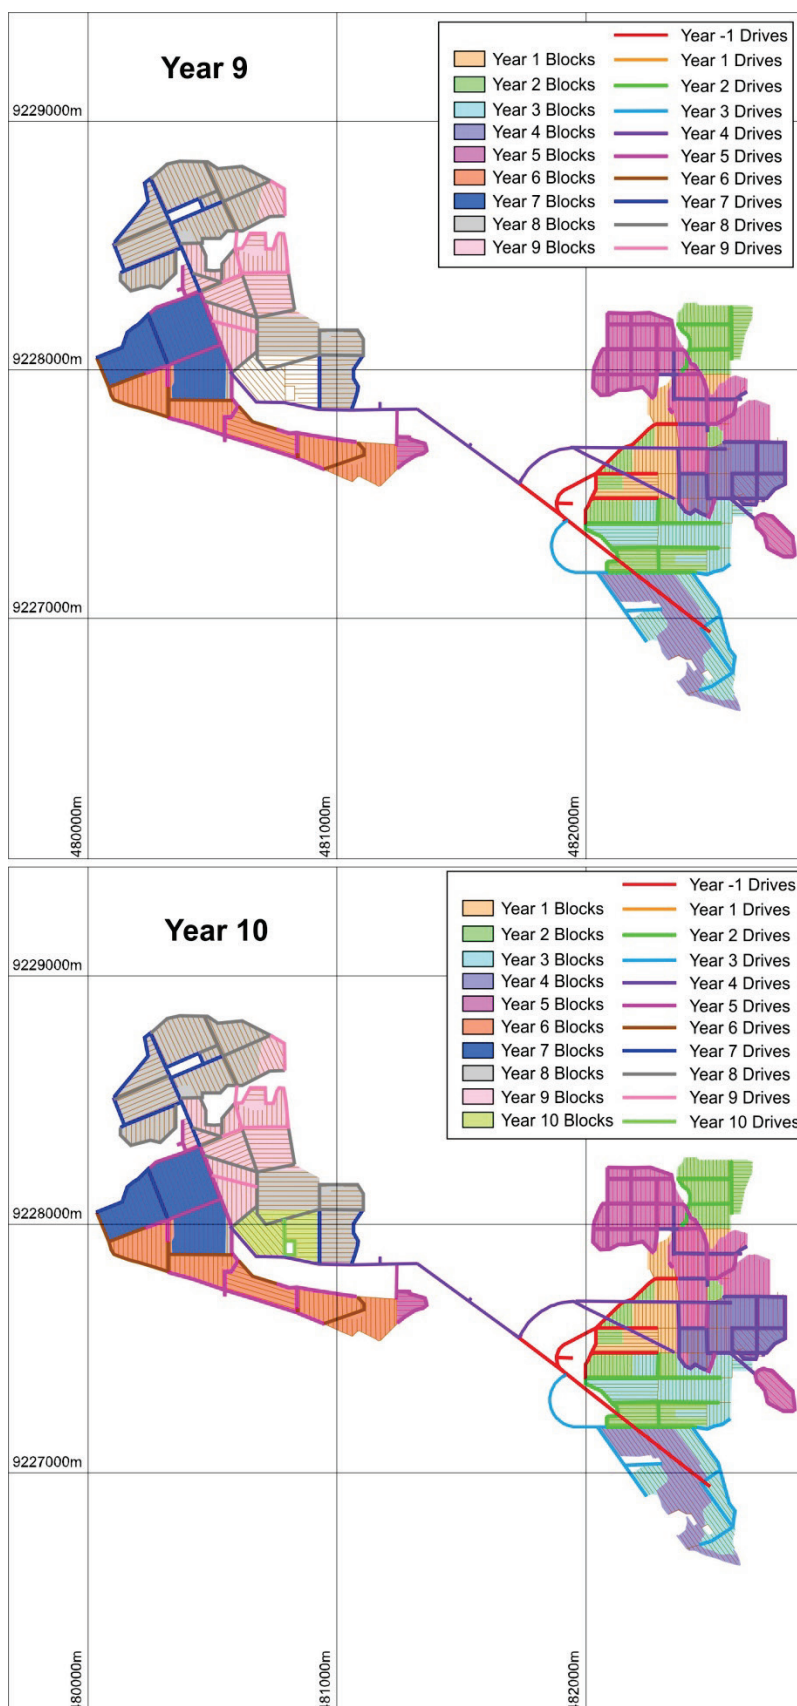 Year 9
Year -1 Drives
Year 1 Blocks Year 1 Drives
Year 2 Blocks Year 2 Drives
Year 3 Blocks Year 3 Drives
Year 4 Blocks Year 4 Drives
Year 5 Blocks Year 5 Drives
Year 6 Blocks Year 6 Drives
Year 7 Blocks Year 7 Drives
Year 8 Blocks Year 8 Drives
Year 9 Blocks Year 9 Drives
9229000m
9228000m
9227000m
480000m
481000m
482000m
Year 10
Year -1 Drives
Year 1 Blocks Year 1 Drives
Year 2 Blocks Year 2 Drives
Year 3 Blocks Year 3 Drives
Year 4 Blocks Year 4 Drives
Year 5 Blocks Year 5 Drives
Year 6 Blocks Year 6 Drives
Year 7 Blocks Year 7 Drives
Year 8 Blocks Year 8 Drives
Year 9 Blocks Year 9 Drives
Year 10 Blocks Year 10 Drives
9229000m
9228000m
9227000m
480000m
481000m
482000m